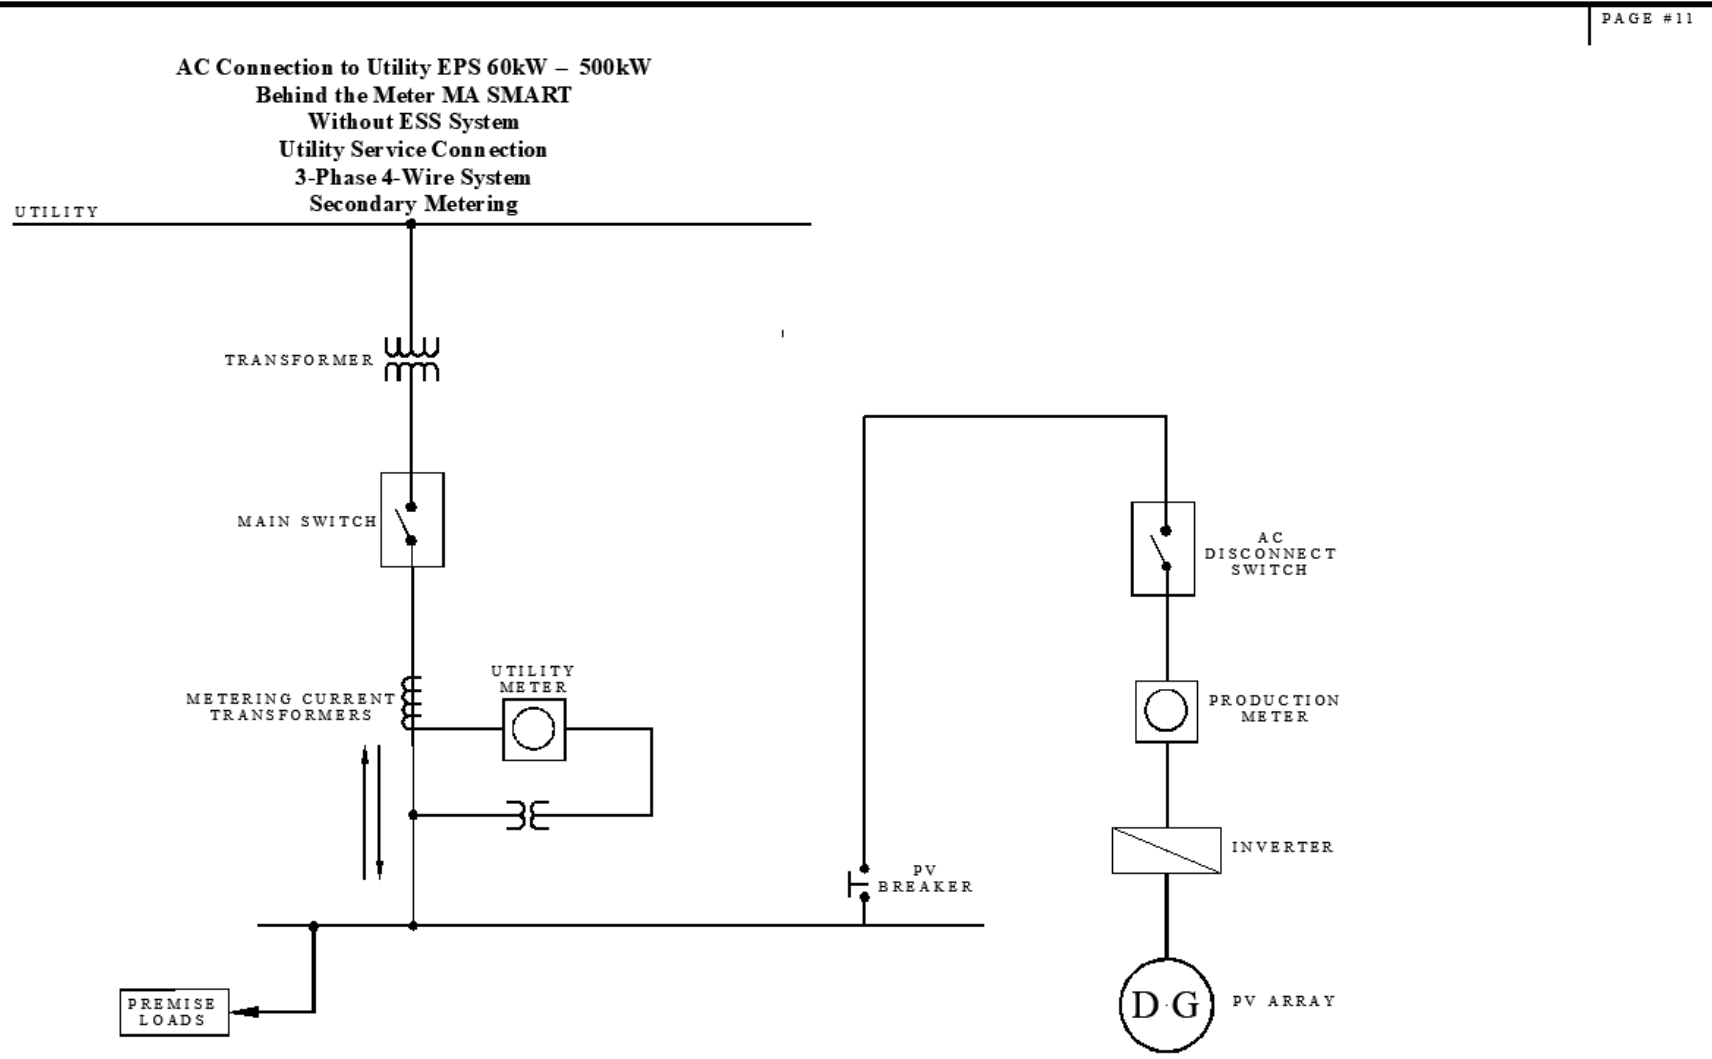 PAGE #11
AC Connection to Utility EPS 60kW – 500kW
Behind the Meter MA SMART
Without ESS System
Utility Service Connection
3-Phase 4-Wire System
Secondary Metering
UTILITY
TRANSFORMER
MAIN SWITCH
AC
DISCONNECT
SWITCH
UTILITY
METER
METERING CURRENT
TRANSFORMERS
PRODUCTION
METER
INVERTER
PV
BREAKER
PREMISE
LOADS
D·G
PV ARRAY